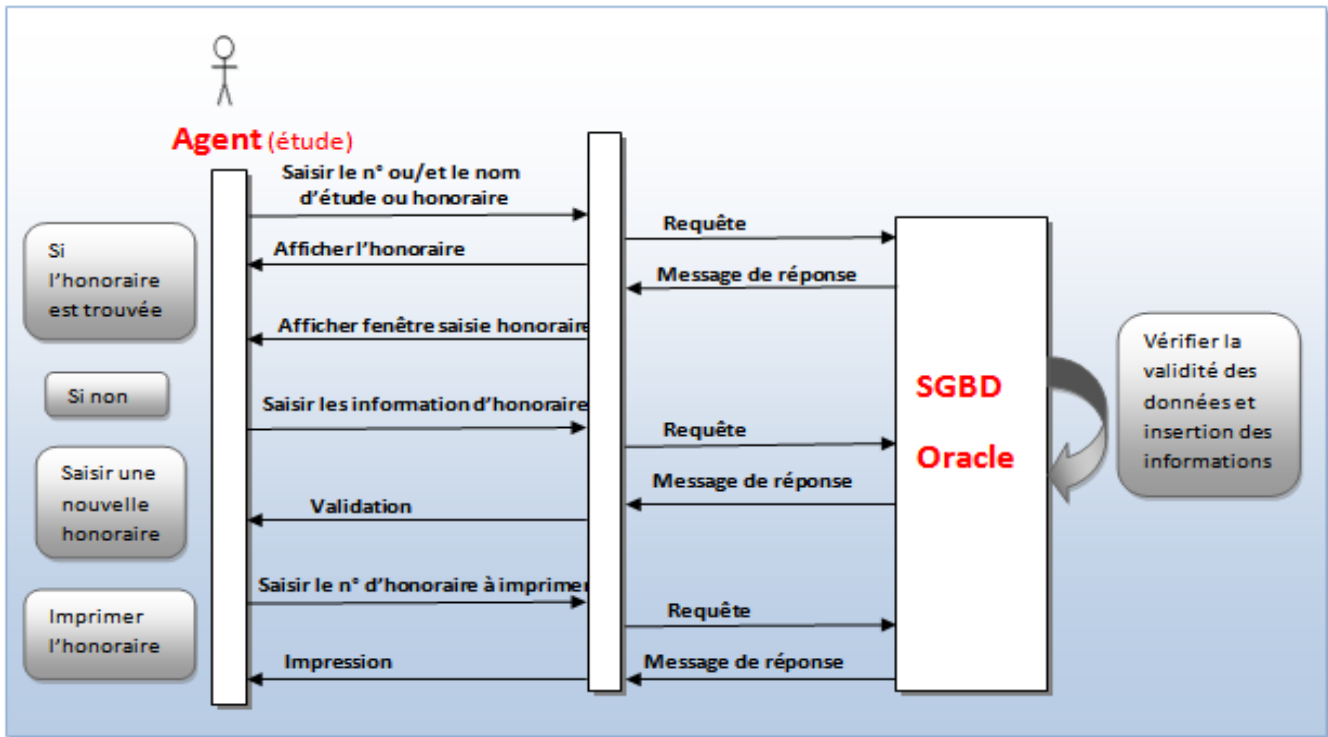 Agent (étude)
Saisir le n° ou/et le nom
d'étude ou honoraire
Requête
Si
l'honoraire
est trouvée
Afficher l'honoraire
Message de réponse
Afficher fenêtre saisie honoraire
Vérifier la
validité des
données et
insertion des
informations
SGBD
Oracle
Si non
Saisir les information d'honoraire
Requête
Saisir une
nouvelle
honoraire
Message de réponse
Validation
Saisir le n° d'honoraire à imprimer
Imprimer
l'honoraire
Requête
Impression
Message de réponse